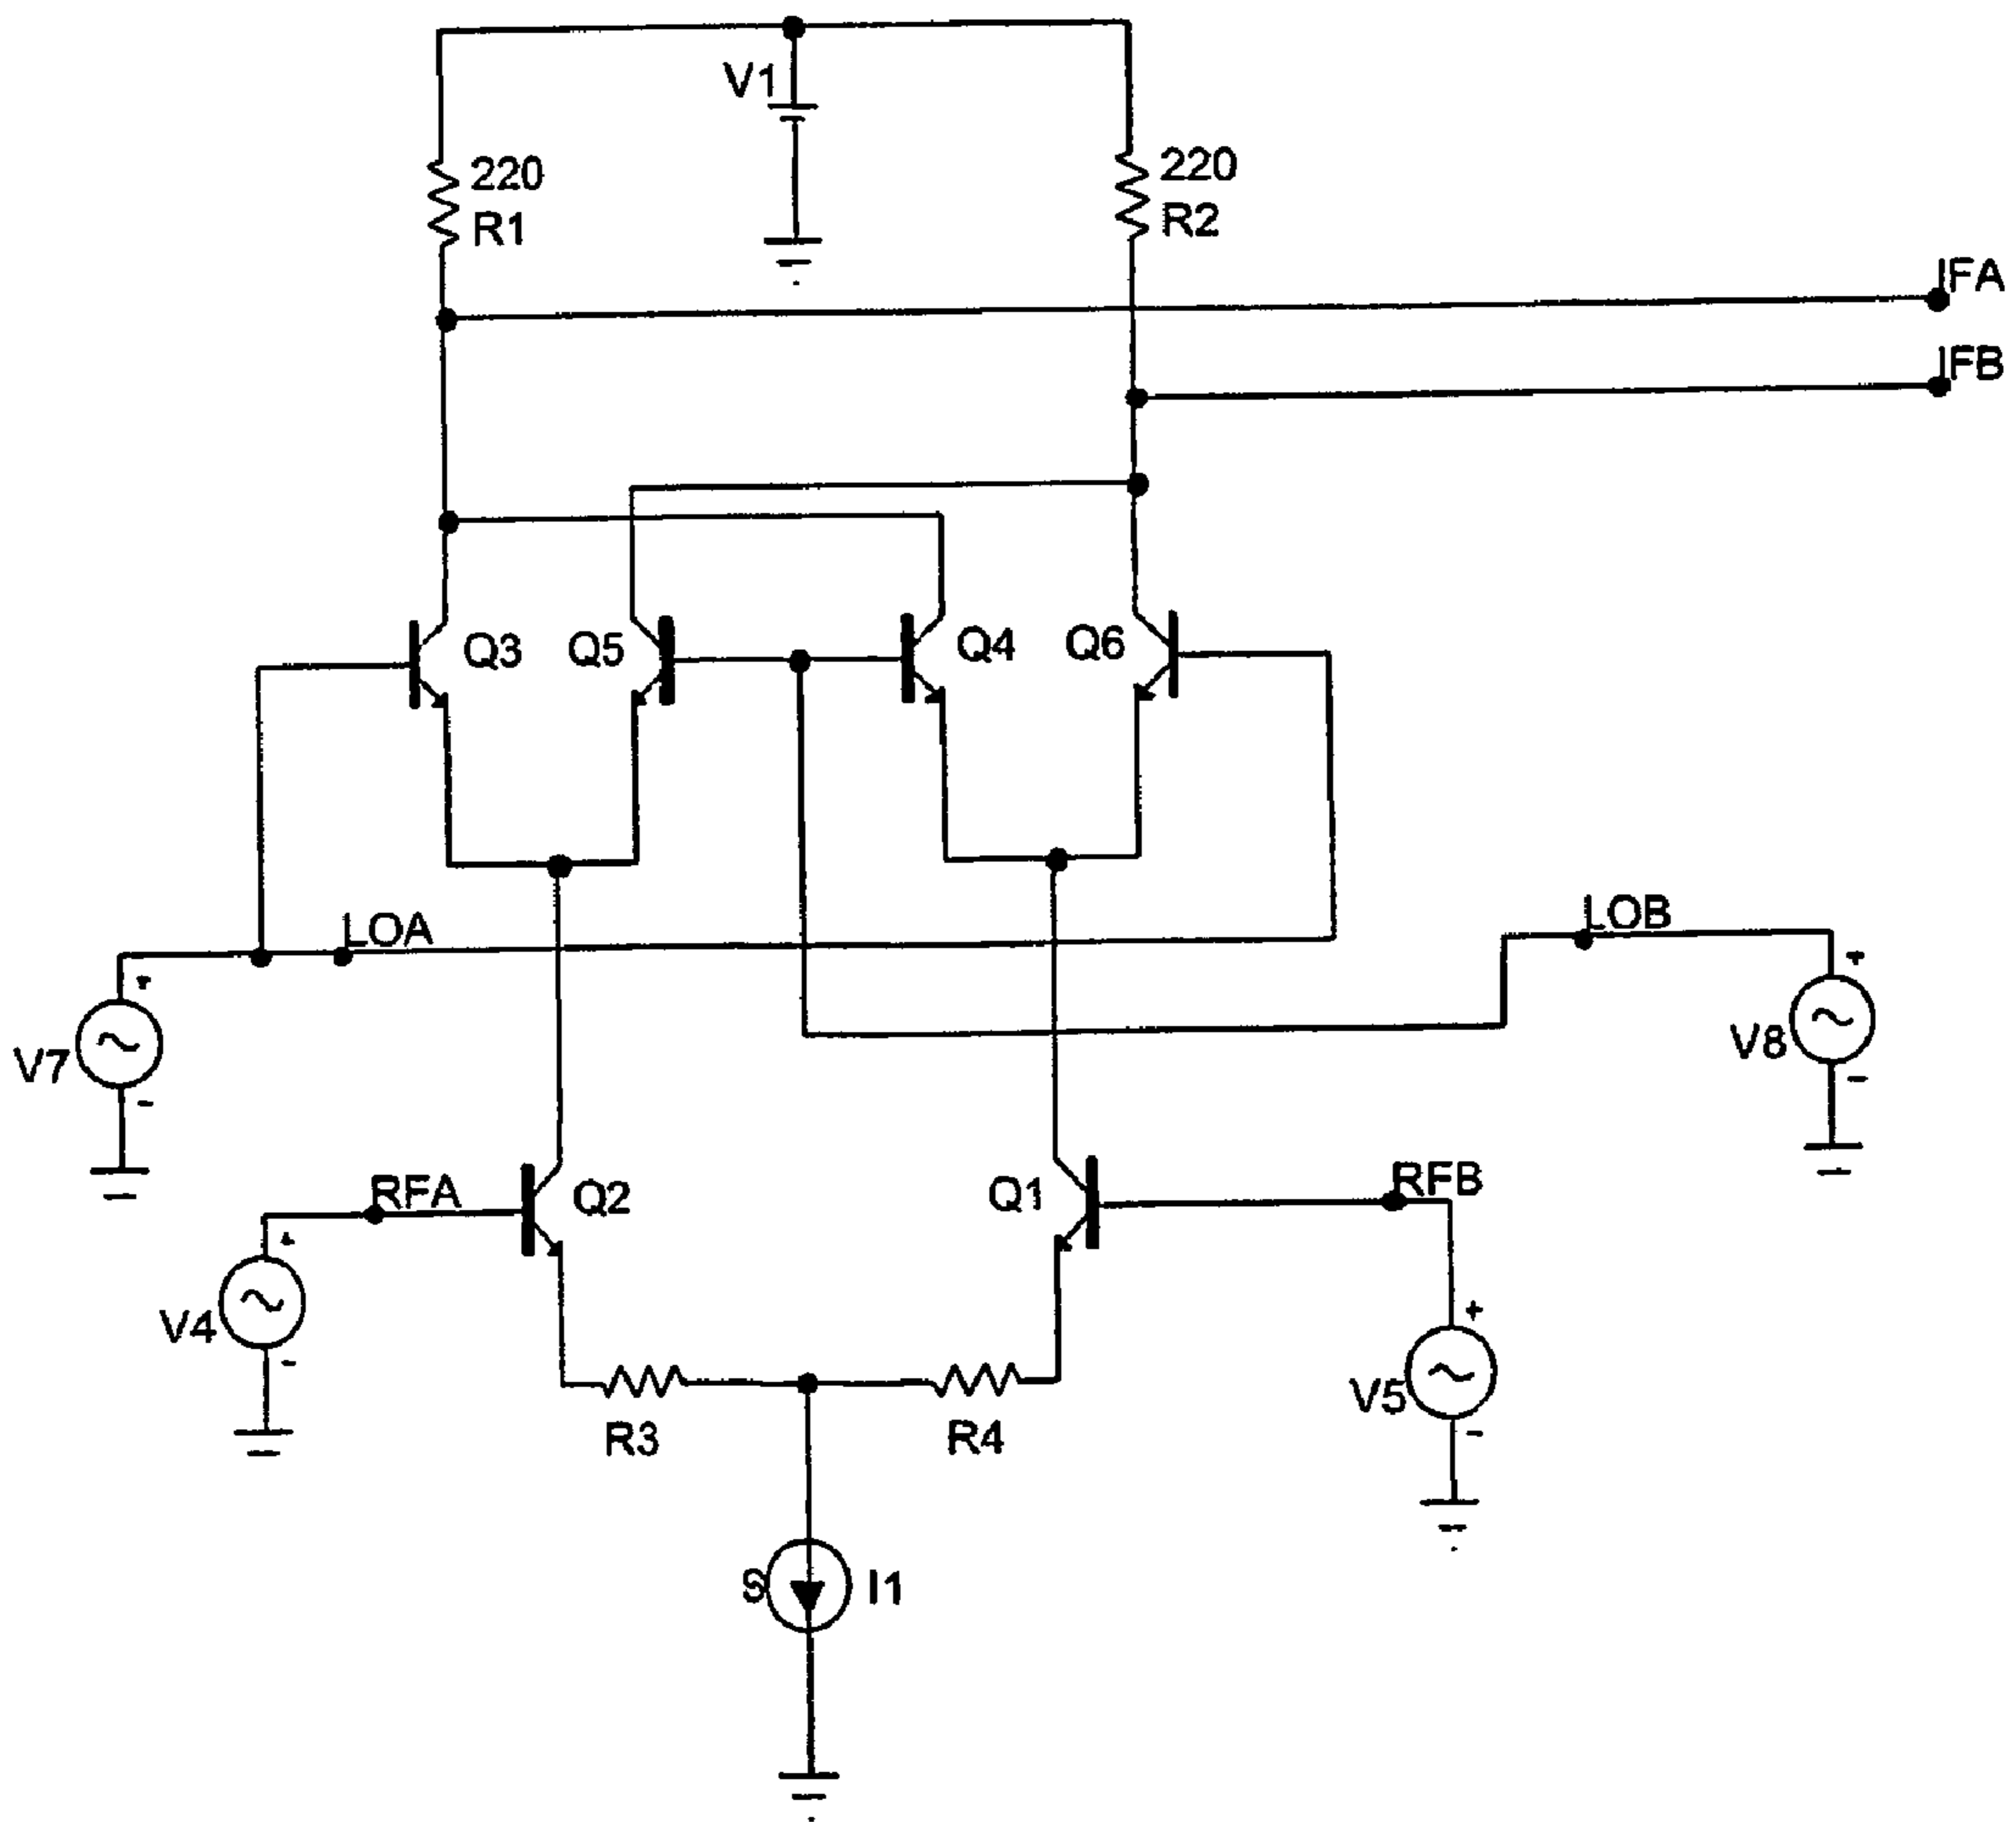 V1
220
R1
220
R2
IFA
IFB
Q3
Q5
Q4
Q6
LOA
LOB
+
+
V7
V8
-
-
RFA
Q2
Q1
RFB
+
+
V4
V5
-
-
R3
R4
S
I1